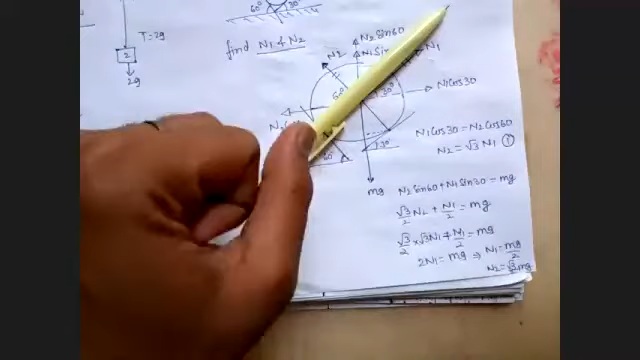 60° 30°
T=2g
2
2g
find N1 & N2
N2 Sin60
N1 Sin
N2
N1
60° 30°
N1 Cos30
60°
30°
mg
N1 Cos30 = N2 Cos60
N2 = √3 N1 ①
N2 Sin60 + N1 Sin30 = mg
√3/2 N2 + N1/2 = mg
√3/2 × √3 N1 + N1/2 = mg
2N1 = mg ⇒ N1 = mg/2
N2 = √3/2 mg